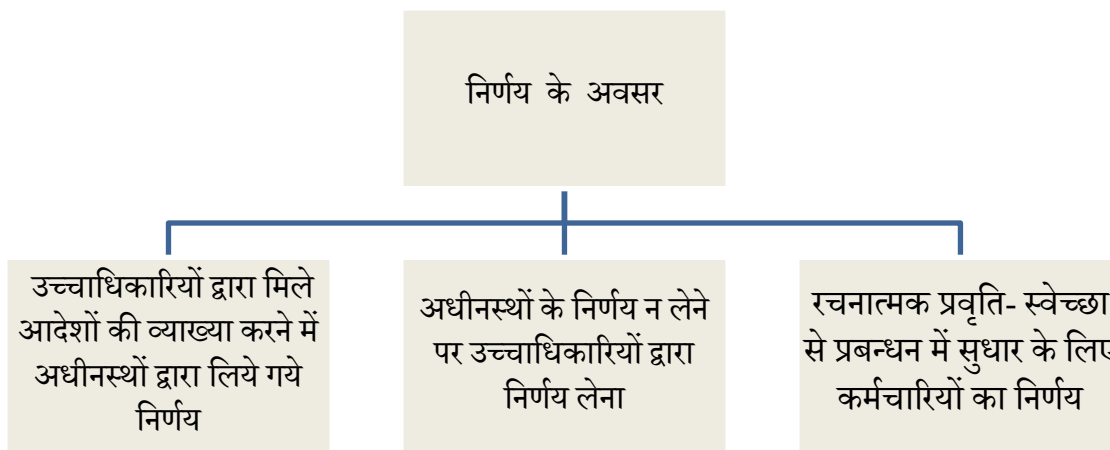 निर्णय के अवसर
उच्चाधिकारियों द्वारा मिले
आदेशों की व्याख्या करने में
अधीनस्थों द्वारा लिये गये
निर्णय
अधीनस्थों के निर्णय न लेने
पर उच्चाधिकारियों द्वारा
निर्णय लेना
रचनात्मक प्रवृति- स्वेच्छा
से प्रबन्धन में सुधार के लिए
कर्मचारियों का निर्णय